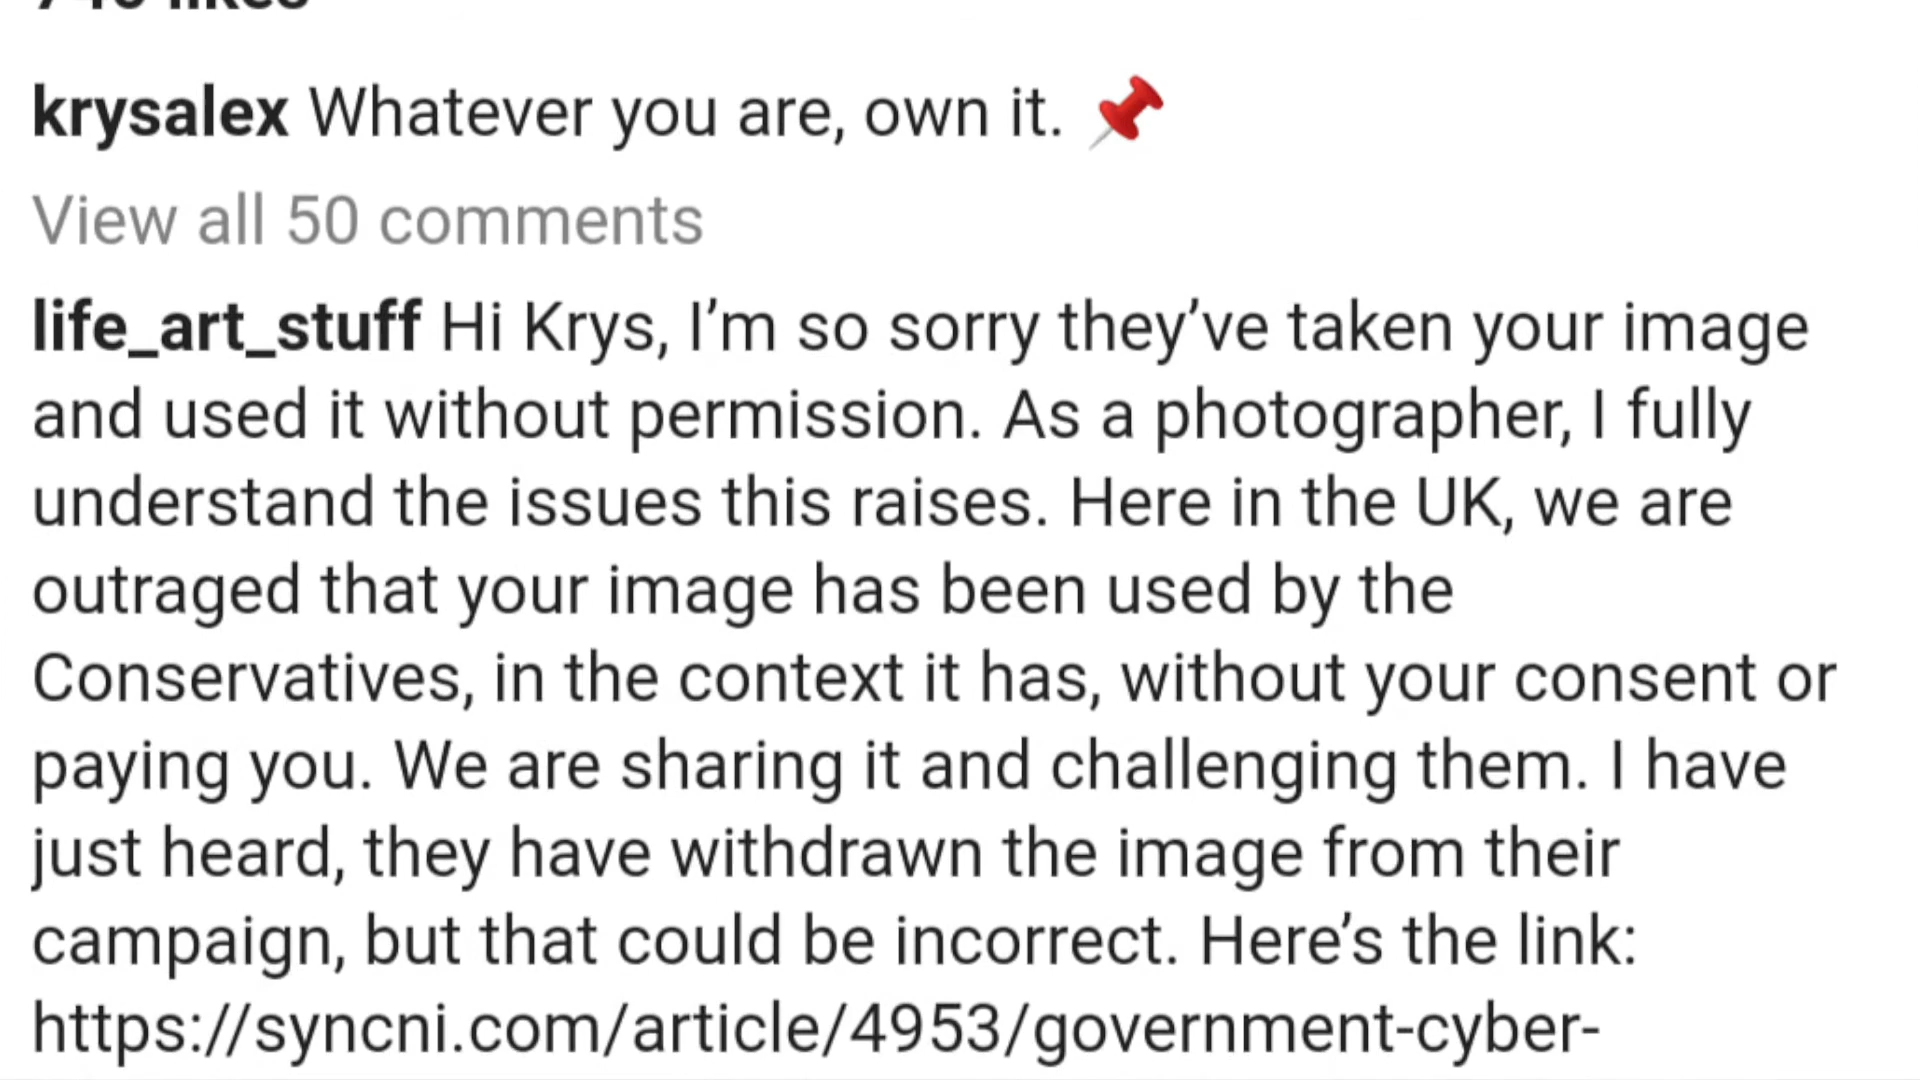 krysalex Whatever you are, own it. 📌
View all 50 comments
life_art_stuff Hi Krys, I’m so sorry they’ve taken your image
and used it without permission. As a photographer, I fully
understand the issues this raises. Here in the UK, we are
outraged that your image has been used by the
Conservatives, in the context it has, without your consent or
paying you. We are sharing it and challenging them. I have
just heard, they have withdrawn the image from their
campaign, but that could be incorrect. Here’s the link:
https://syncni.com/article/4953/government-cyber-